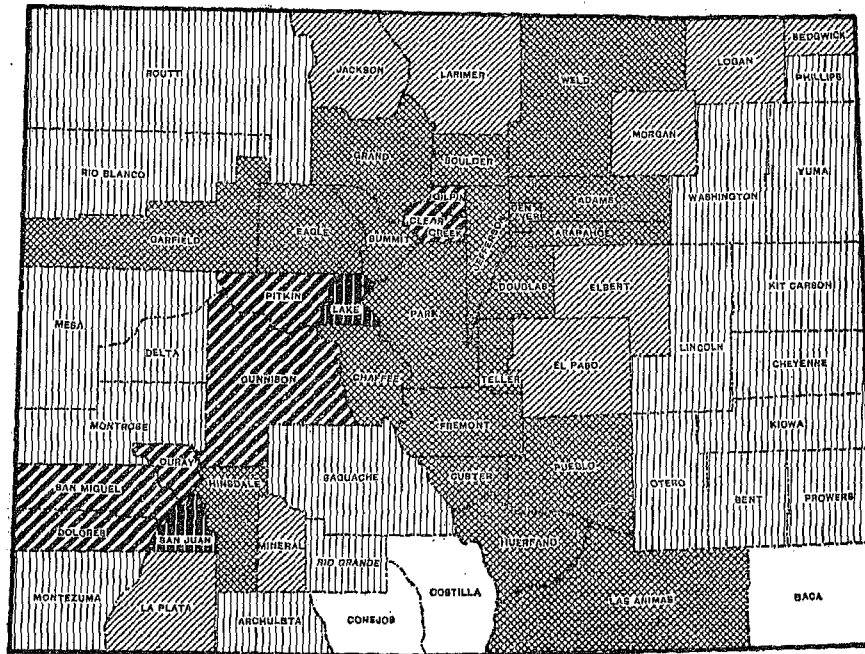 SEDGWICK
ROUTT
JACKSON
LARIMER
WELD
LOGAN
PHILLIPS
MORGAN
RIO BLANCO
GRAND
BOULDER
WASHINGTON
YUMA
GILPIN
CLEAR
CREEK
DENVER
ADAMS
ARAPAHOE
GARFIELD
EAGLE
SUMMIT
JEFFERSON
PITKIN
LAKE
PARK
DOUGLAS
ELBERT
KIT CARSON
MESA
DELTA
GUNNISON
CHAFFEE
TELLER
EL PASO
LINCOLN
CHEYENNE
MONTROSE
FREMONT
KIOWA
OURAY
SAN MIGUEL
HINSDALE
SAGUACHE
CUSTER
PUEBLO
OTERO
BENT
PROWERS
DOLORES
SAN JUAN
MINERAL
RIO GRANDE
HUERFANO
MONTEZUMA
LA PLATA
ARCHULETA
CONEJOS
COSTILLA
LAS ANIMAS
BACA